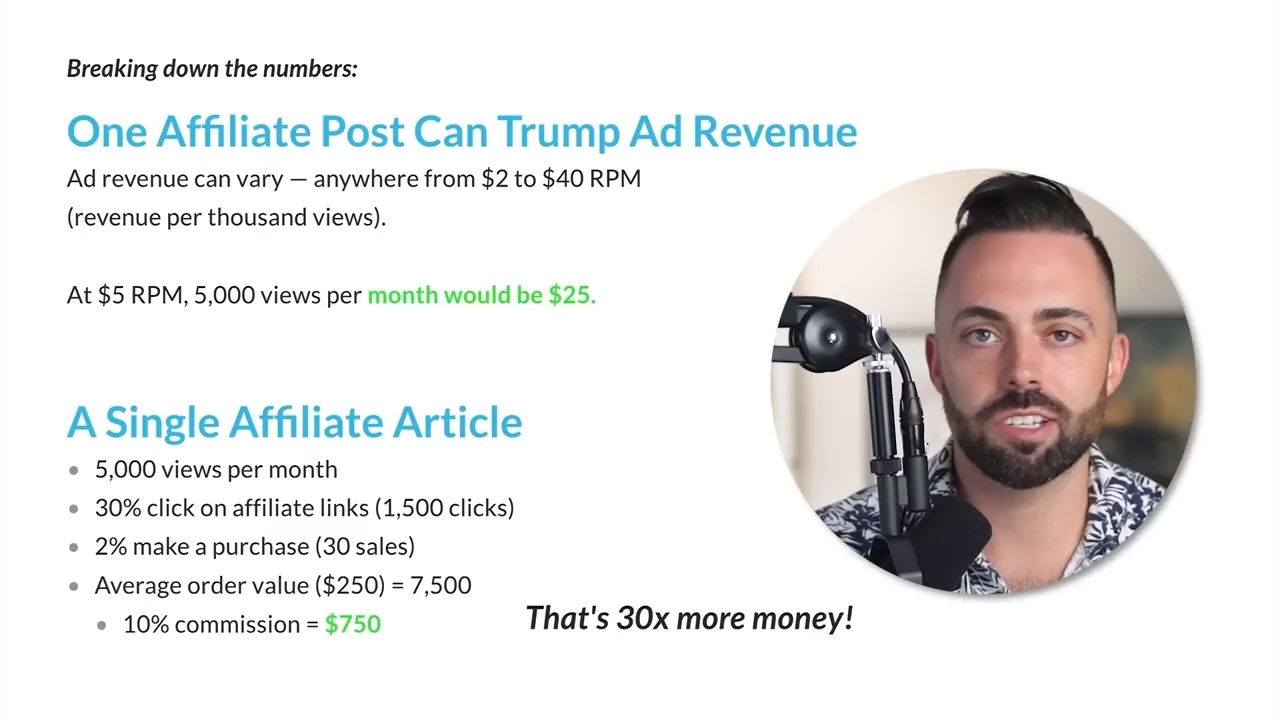 Breaking down the numbers:
One Affiliate Post Can Trump Ad Revenue
Ad revenue can vary — anywhere from $2 to $40 RPM
(revenue per thousand views).
At $5 RPM, 5,000 views per month would be $25.
A Single Affiliate Article
5,000 views per month
30% click on affiliate links (1,500 clicks)
2% make a purchase (30 sales)
Average order value ($250) = 7,500
10% commission = $750
That's 30x more money!